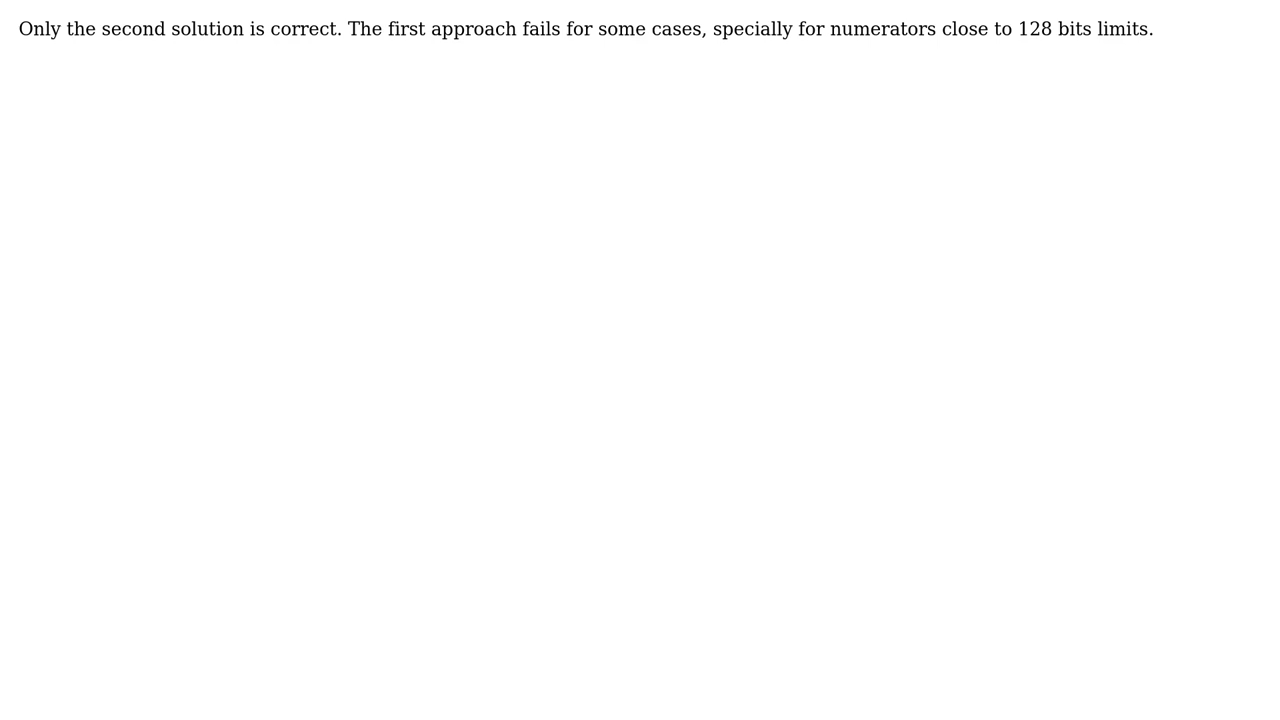 Only the second solution is correct. The first approach fails for some cases, specially for numerators close to 128 bits limits.